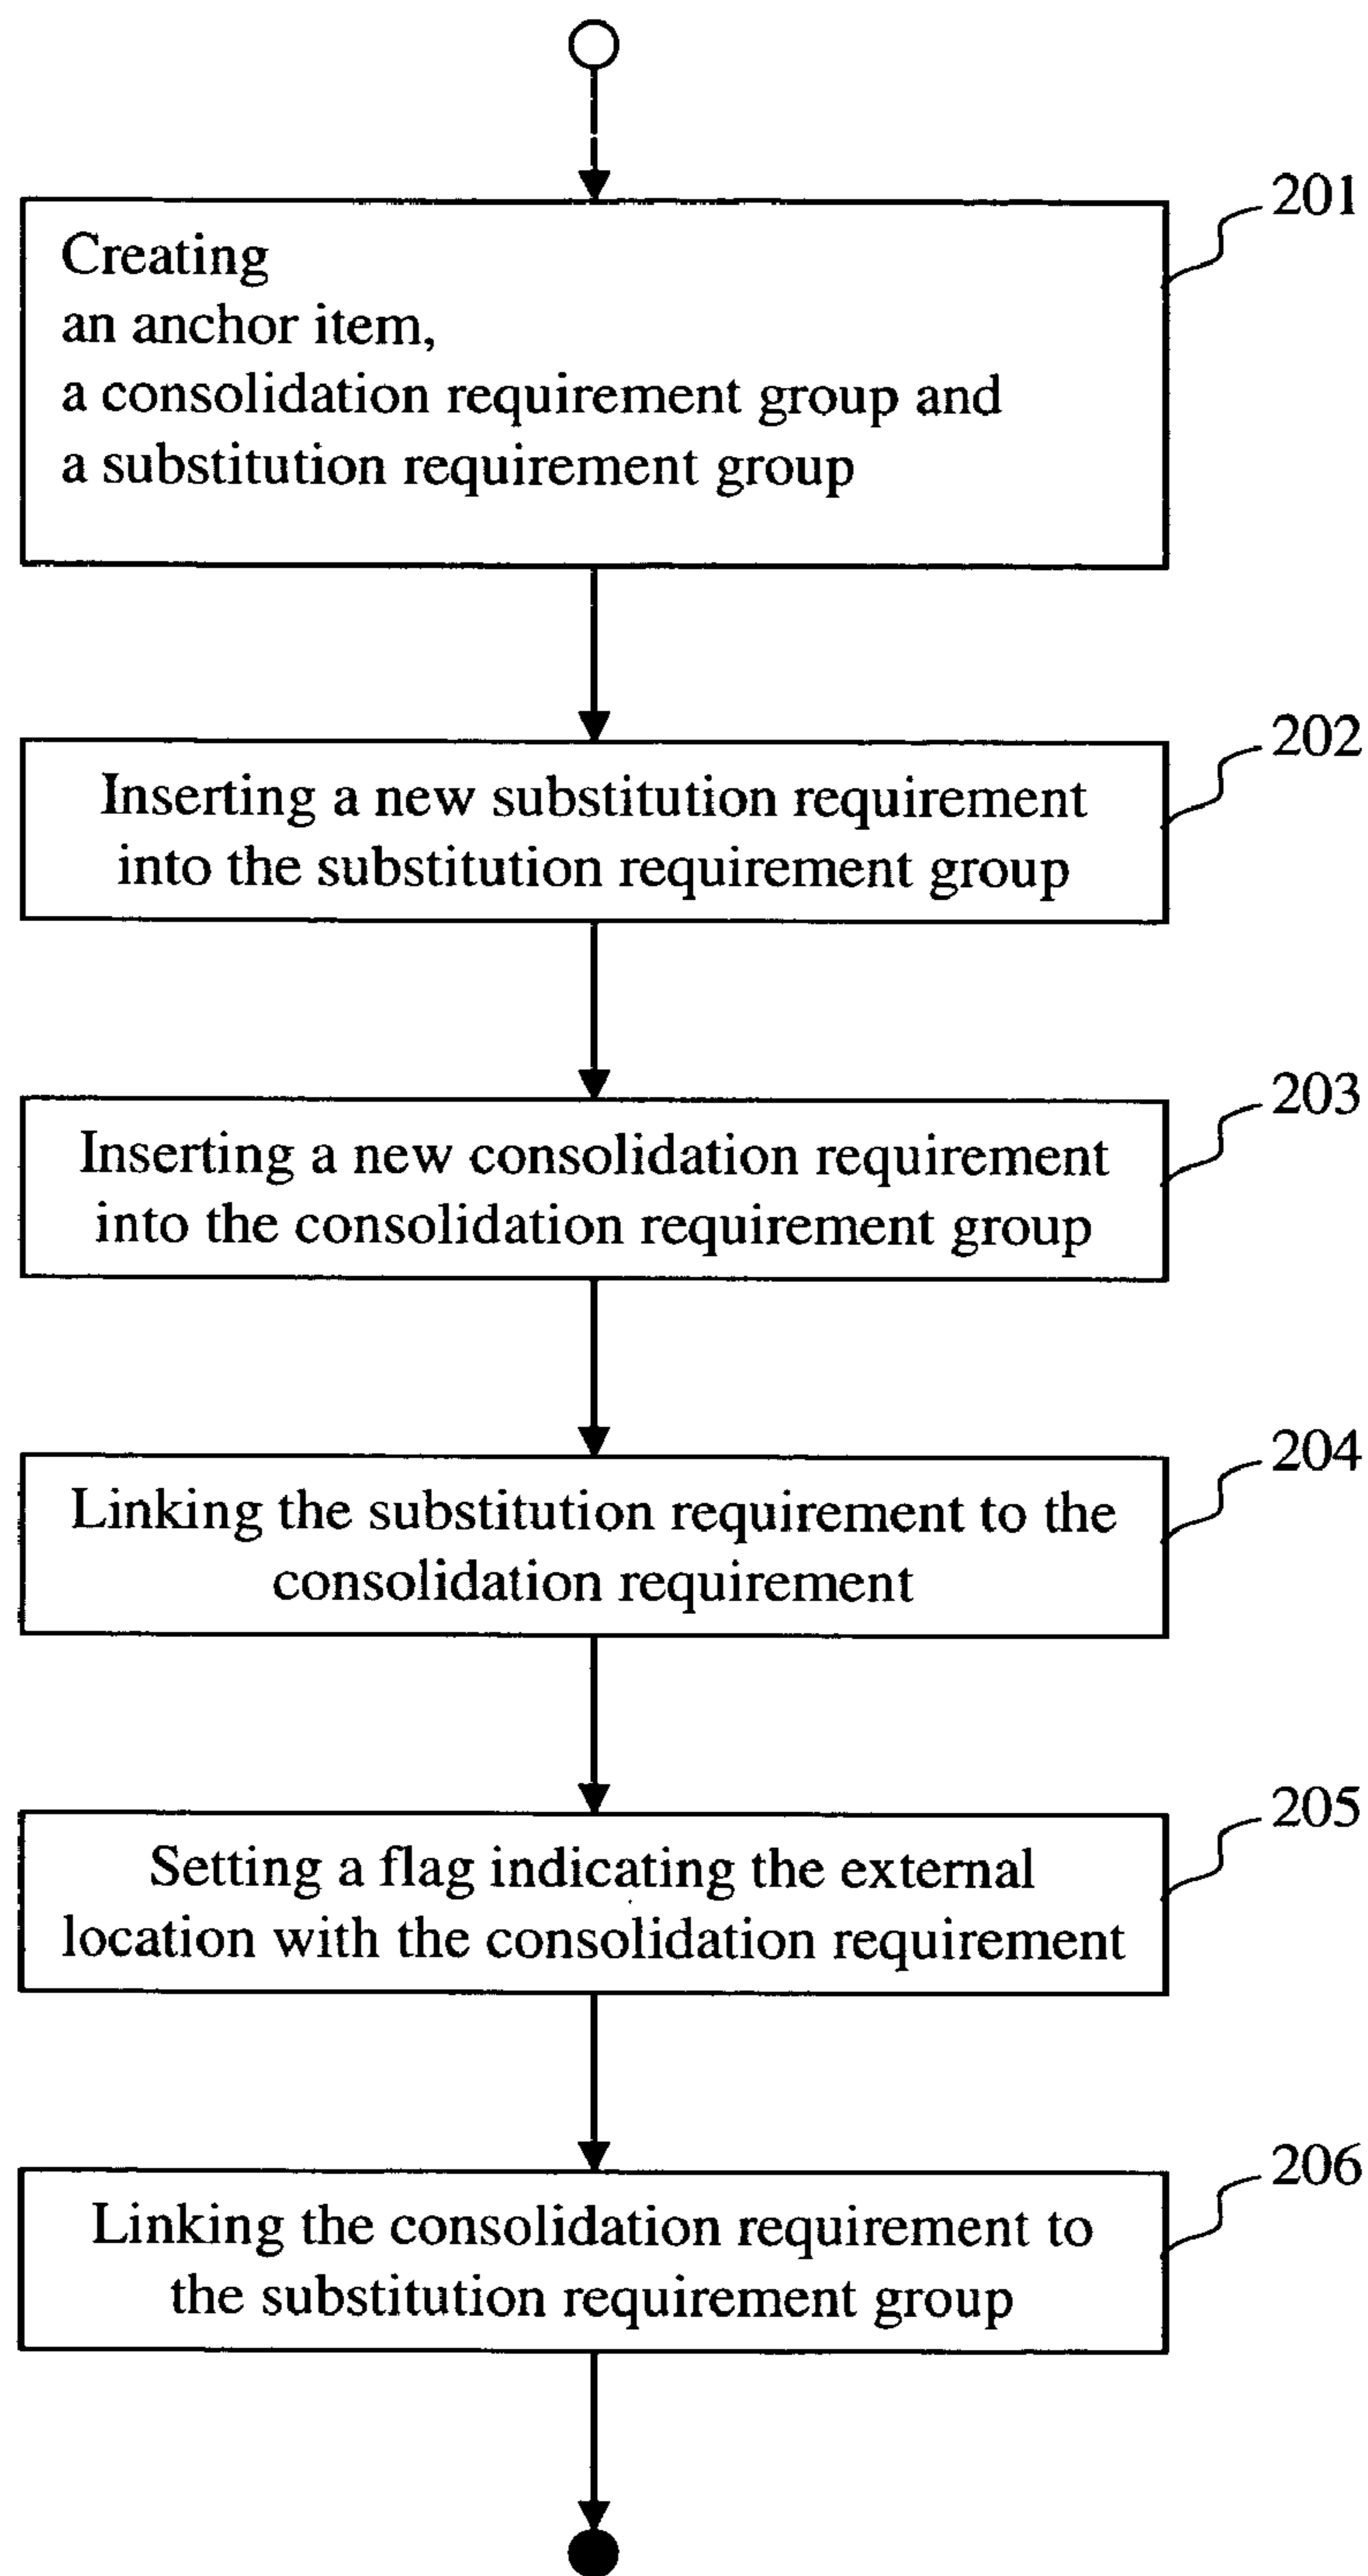 201
Creating
an anchor item,
a consolidation requirement group and
a substitution requirement group
202
Inserting a new substitution requirement
into the substitution requirement group
203
Inserting a new consolidation requirement
into the consolidation requirement group
204
Linking the substitution requirement to the
consolidation requirement
205
Setting a flag indicating the external
location with the consolidation requirement
206
Linking the consolidation requirement to
the substitution requirement group